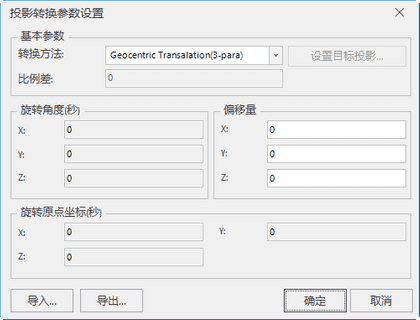 投影转换参数设置
基本参数
转换方法: Geocentric Transalation(3-para) 设置目标投影...
比例差: 0
旋转角度(秒) 偏移量
X: 0 X: 0
Y: 0 Y: 0
Z: 0 Z: 0
旋转原点坐标(秒)
X: 0 Y: 0
Z: 0
导入... 导出... 确定 取消